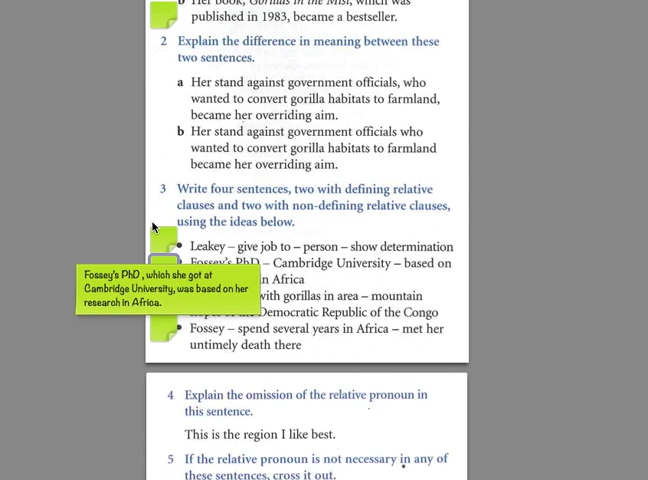 b Her book, Gorillas in the Mist, which was
published in 1983, became a bestseller.
2 Explain the difference in meaning between these
two sentences.
a Her stand against government officials, who
wanted to convert gorilla habitats to farmland,
became her overriding aim.
b Her stand against government officials who
wanted to convert gorilla habitats to farmland
became her overriding aim.
3 Write four sentences, two with defining relative
clauses and two with non-defining relative clauses,
using the ideas below.
• Leakey – give job to – person – show determination
Fossey's PhD – Cambridge University – based on
in Africa
Fossey's PhD, which she got at
Cambridge University, was based on her
research in Africa.
with gorillas in area – mountain
Democratic Republic of the Congo
• Fossey – spend several years in Africa – met her
untimely death there
4 Explain the omission of the relative pronoun in
this sentence.
This is the region I like best.
5 If the relative pronoun is not necessary in any of
these sentences, cross it out.